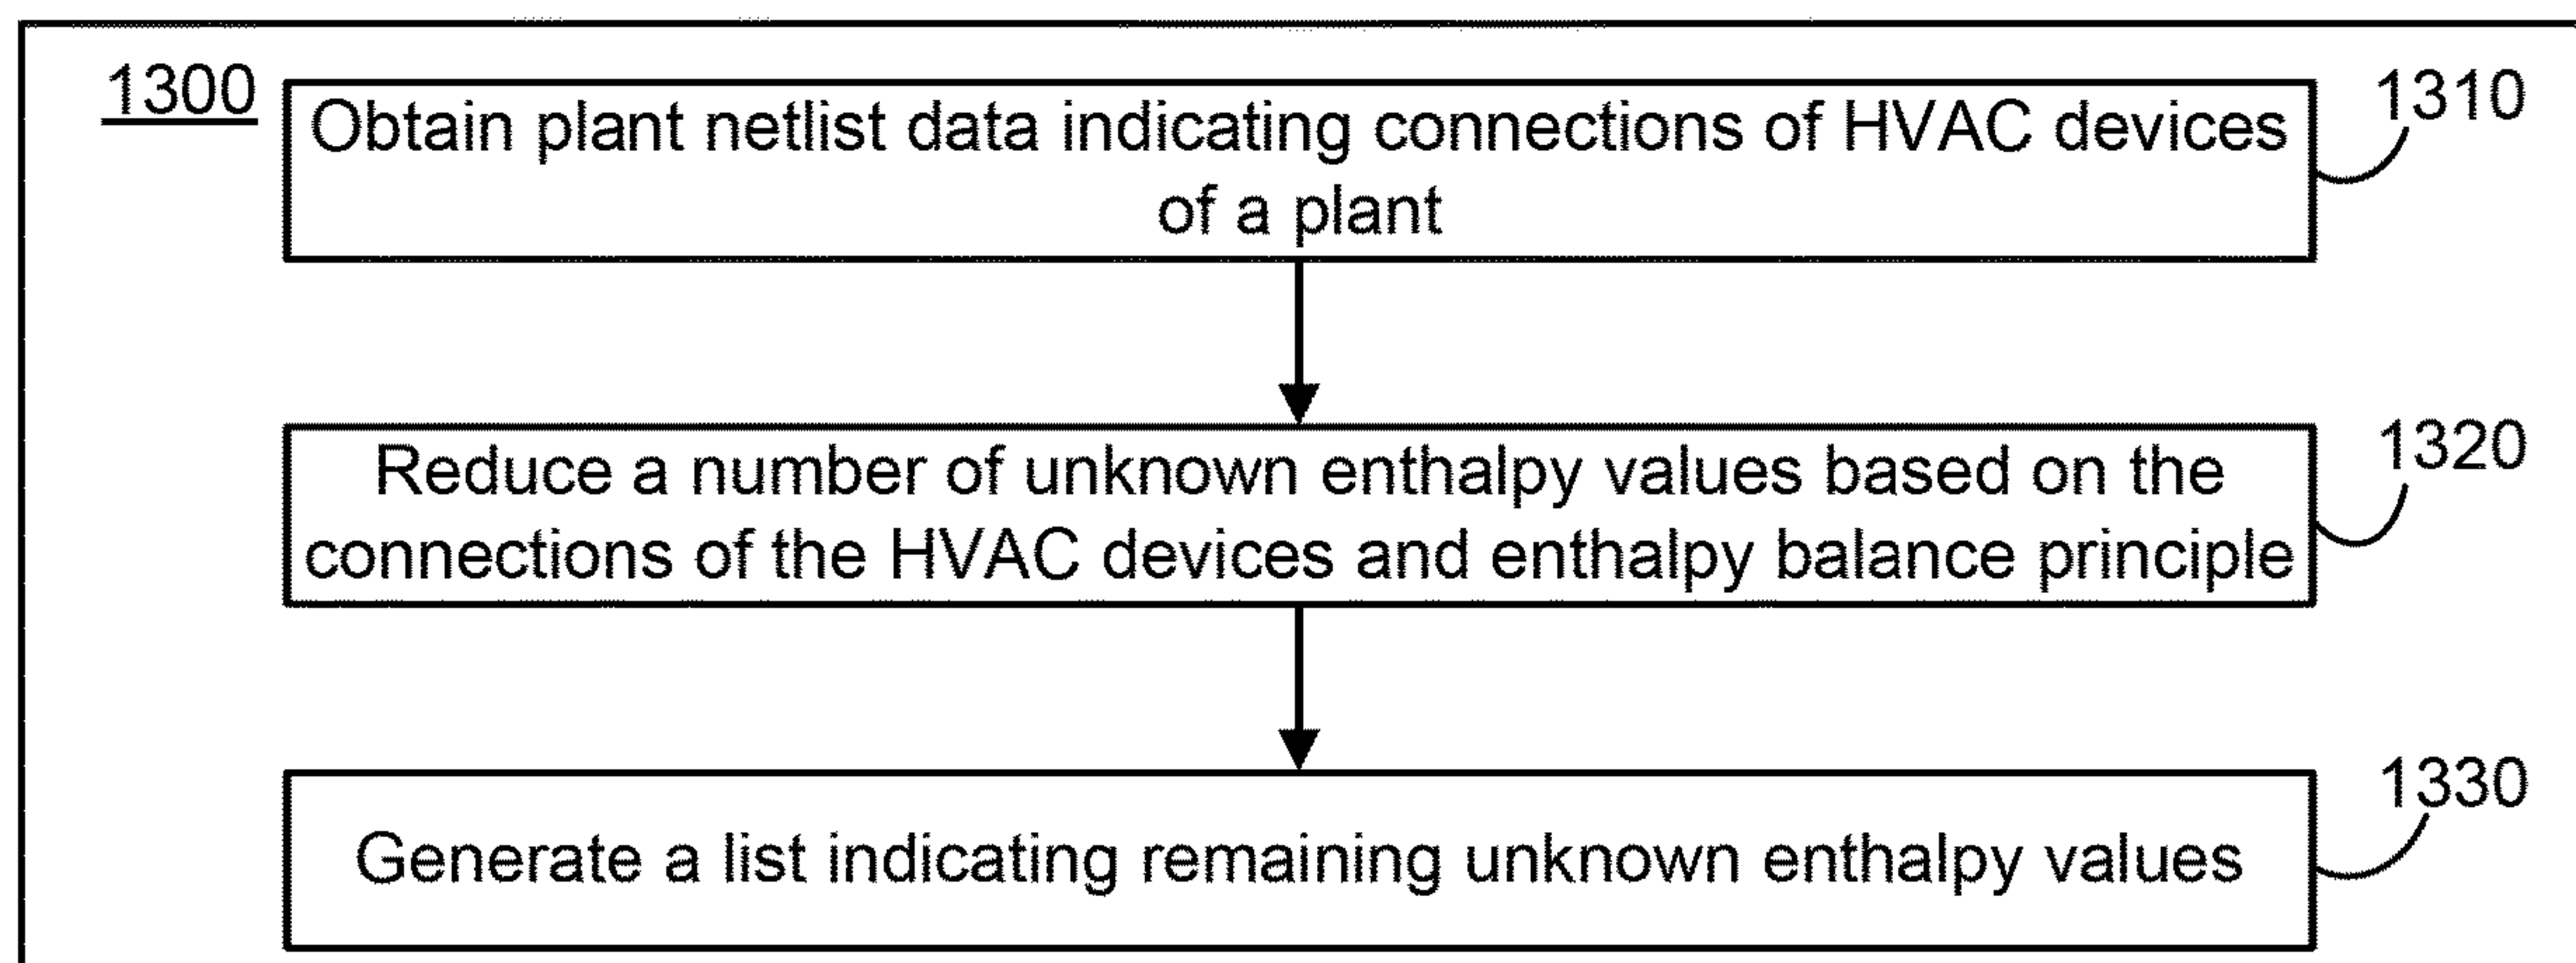 1300
1310
Obtain plant netlist data indicating connections of HVAC devices
of a plant
1320
Reduce a number of unknown enthalpy values based on the
connections of the HVAC devices and enthalpy balance principle
1330
Generate a list indicating remaining unknown enthalpy values